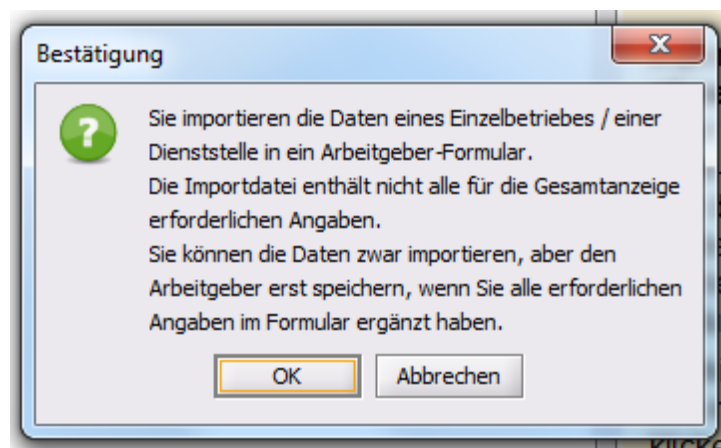 Bestätigung
Sie importieren die Daten eines Einzelbetriebes / einer
Dienststelle in ein Arbeitgeber-Formular.
Die Importdatei enthält nicht alle für die Gesamtanzeige
erforderlichen Angaben.
Sie können die Daten zwar importieren, aber den
Arbeitgeber erst speichern, wenn Sie alle erforderlichen
Angaben im Formular ergänzt haben.
OK
Abbrechen